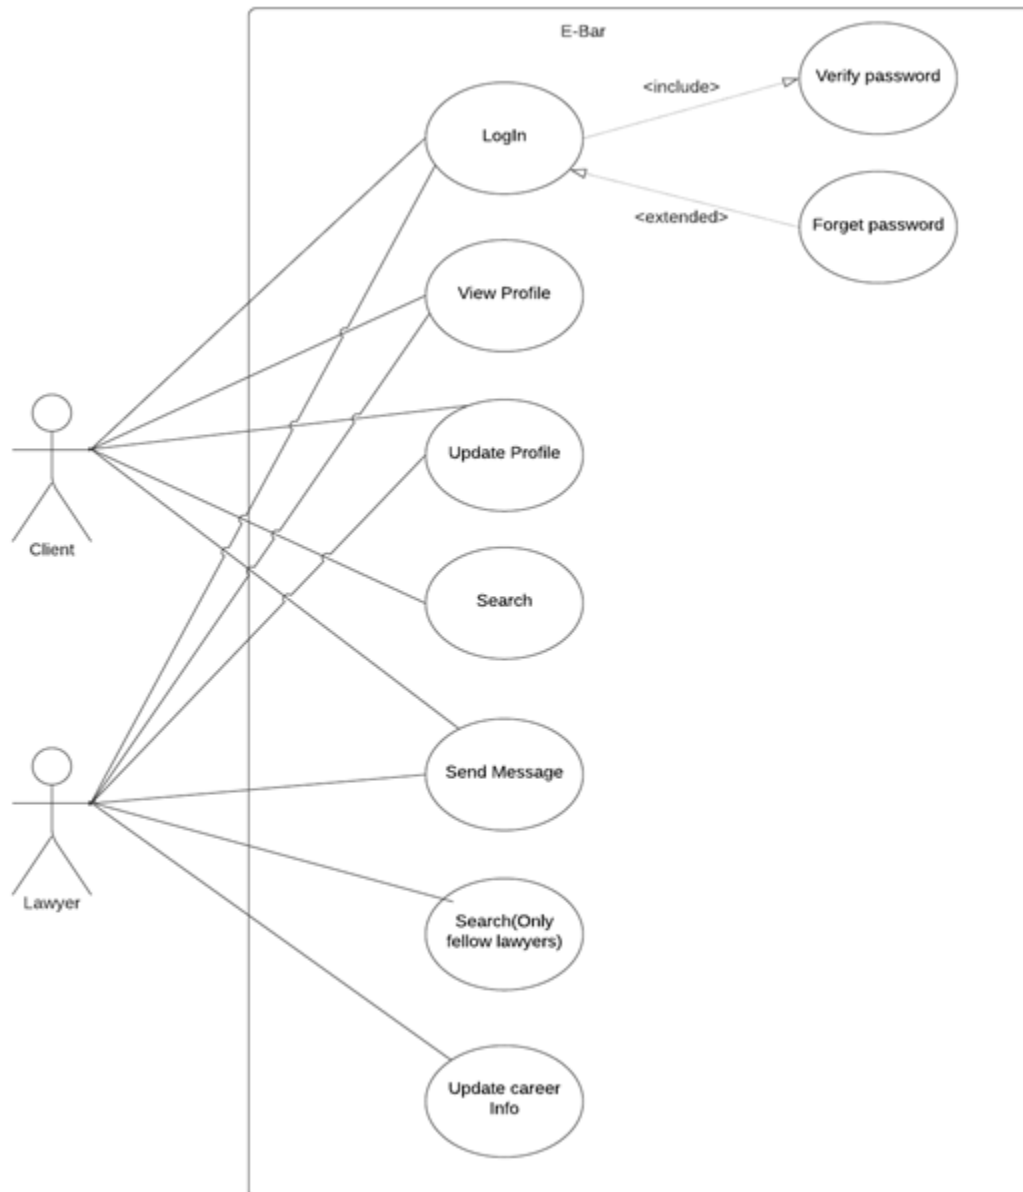 E-Bar
Verify password
<include>
LogIn
<extended>
Forget password
View Profile
Update Profile
Client
Search
Send Message
Lawyer
Search(Only
fellow lawyers)
Update career
Info